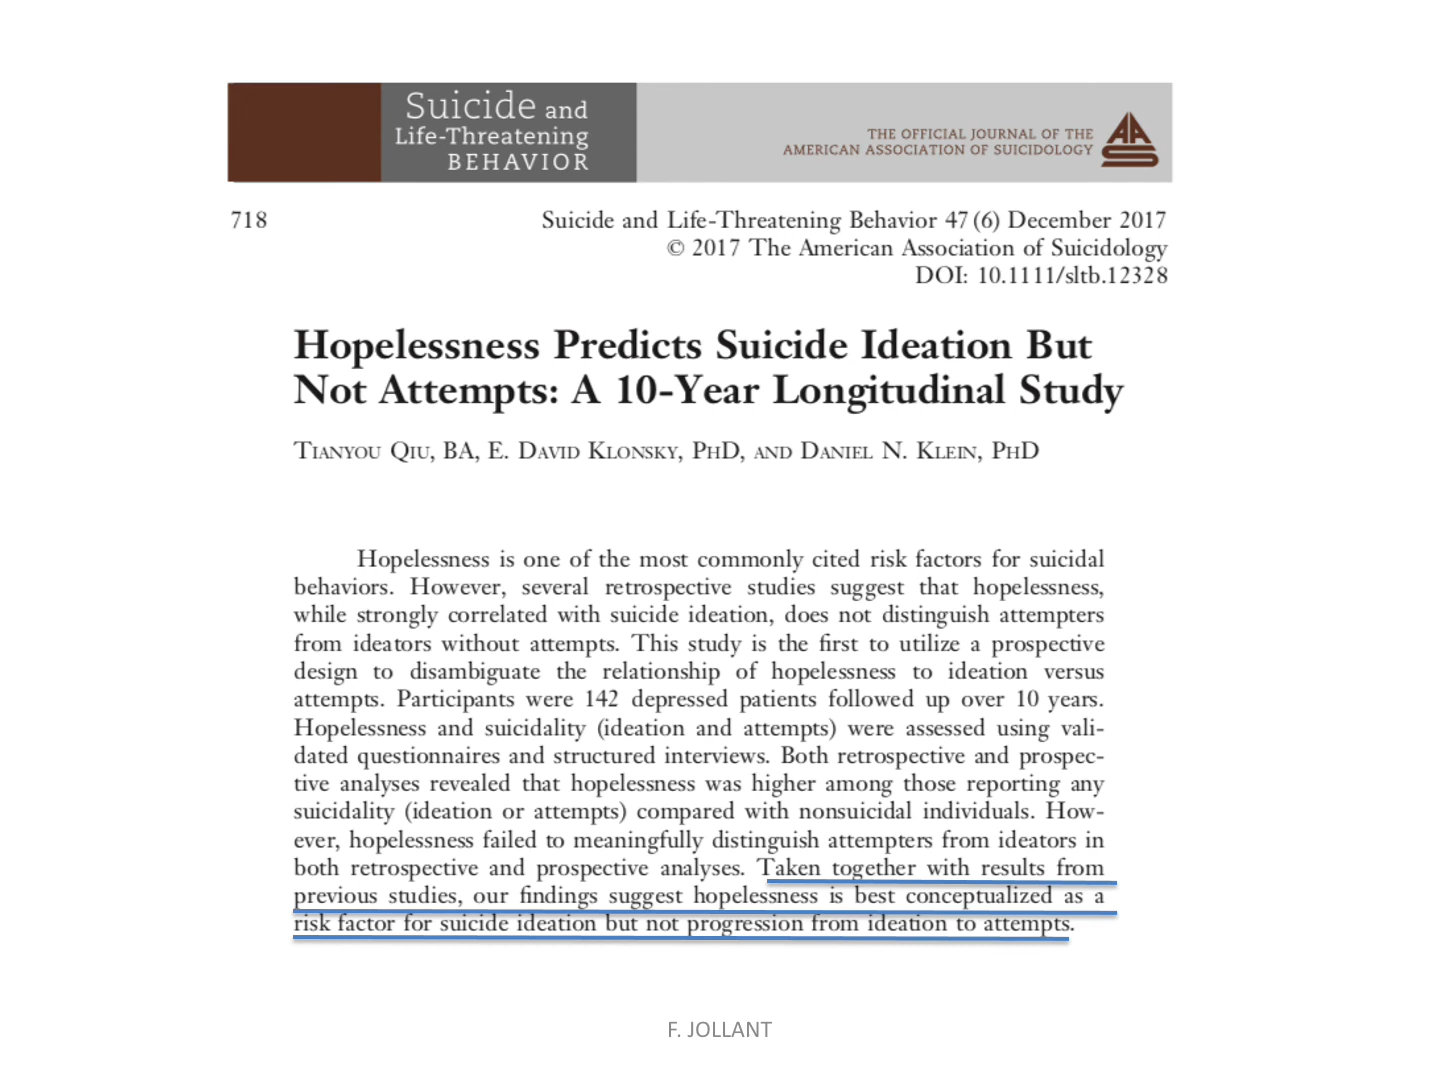 Suicide and
Life-Threatening
BEHAVIOR
THE OFFICIAL JOURNAL OF THE
AMERICAN ASSOCIATION OF SUICIDOLOGY
718
Suicide and Life-Threatening Behavior 47 (6) December 2017
© 2017 The American Association of Suicidology
DOI: 10.1111/sltb.12328
Hopelessness Predicts Suicide Ideation But
Not Attempts: A 10-Year Longitudinal Study
TIANYOU QIU, BA, E. DAVID KLONSKY, PHD, AND DANIEL N. KLEIN, PHD
Hopelessness is one of the most commonly cited risk factors for suicidal
behaviors. However, several retrospective studies suggest that hopelessness,
while strongly correlated with suicide ideation, does not distinguish attempters
from ideators without attempts. This study is the first to utilize a prospective
design to disambiguate the relationship of hopelessness to ideation versus
attempts. Participants were 142 depressed patients followed up over 10 years.
Hopelessness and suicidality (ideation and attempts) were assessed using vali-
dated questionnaires and structured interviews. Both retrospective and prospec-
tive analyses revealed that hopelessness was higher among those reporting any
suicidality (ideation or attempts) compared with nonsuicidal individuals. How-
ever, hopelessness failed to meaningfully distinguish attempters from ideators in
both retrospective and prospective analyses. Taken together with results from
previous studies, our findings suggest hopelessness is best conceptualized as a
risk factor for suicide ideation but not progression from ideation to attempts.
F. JOLLANT